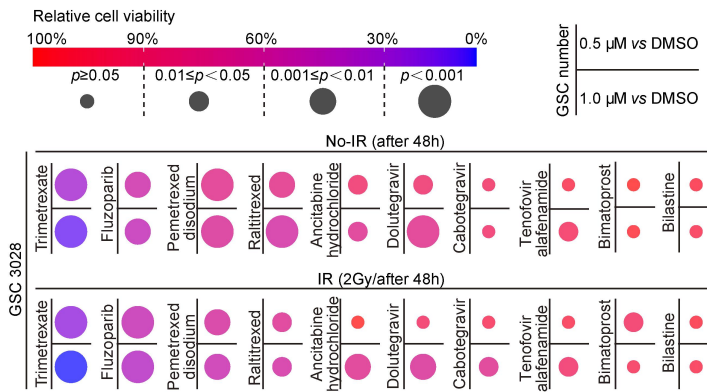 Relative cell viability
100% 90% 60% 30% 0%
p≥0.05 0.01≤p<0.05 0.001≤p<0.01 p<0.001
GSC number
0.5 μM vs DMSO
1.0 μM vs DMSO
GSC 3028
No-IR (after 48h)
Trimetrexate
Fluzoparib
Pemetrexed
disodium
Raltitrexed
Ancitabine
hydrochloride
Dolutegravir
Cabotegravir
Tenofovir
alafenamide
Bimatoprost
Bilastine
IR (2Gy/after 48h)
Trimetrexate
Fluzoparib
Pemetrexed
disodium
Raltitrexed
Ancitabine
hydrochloride
Dolutegravir
Cabotegravir
Tenofovir
alafenamide
Bimatoprost
Bilastine